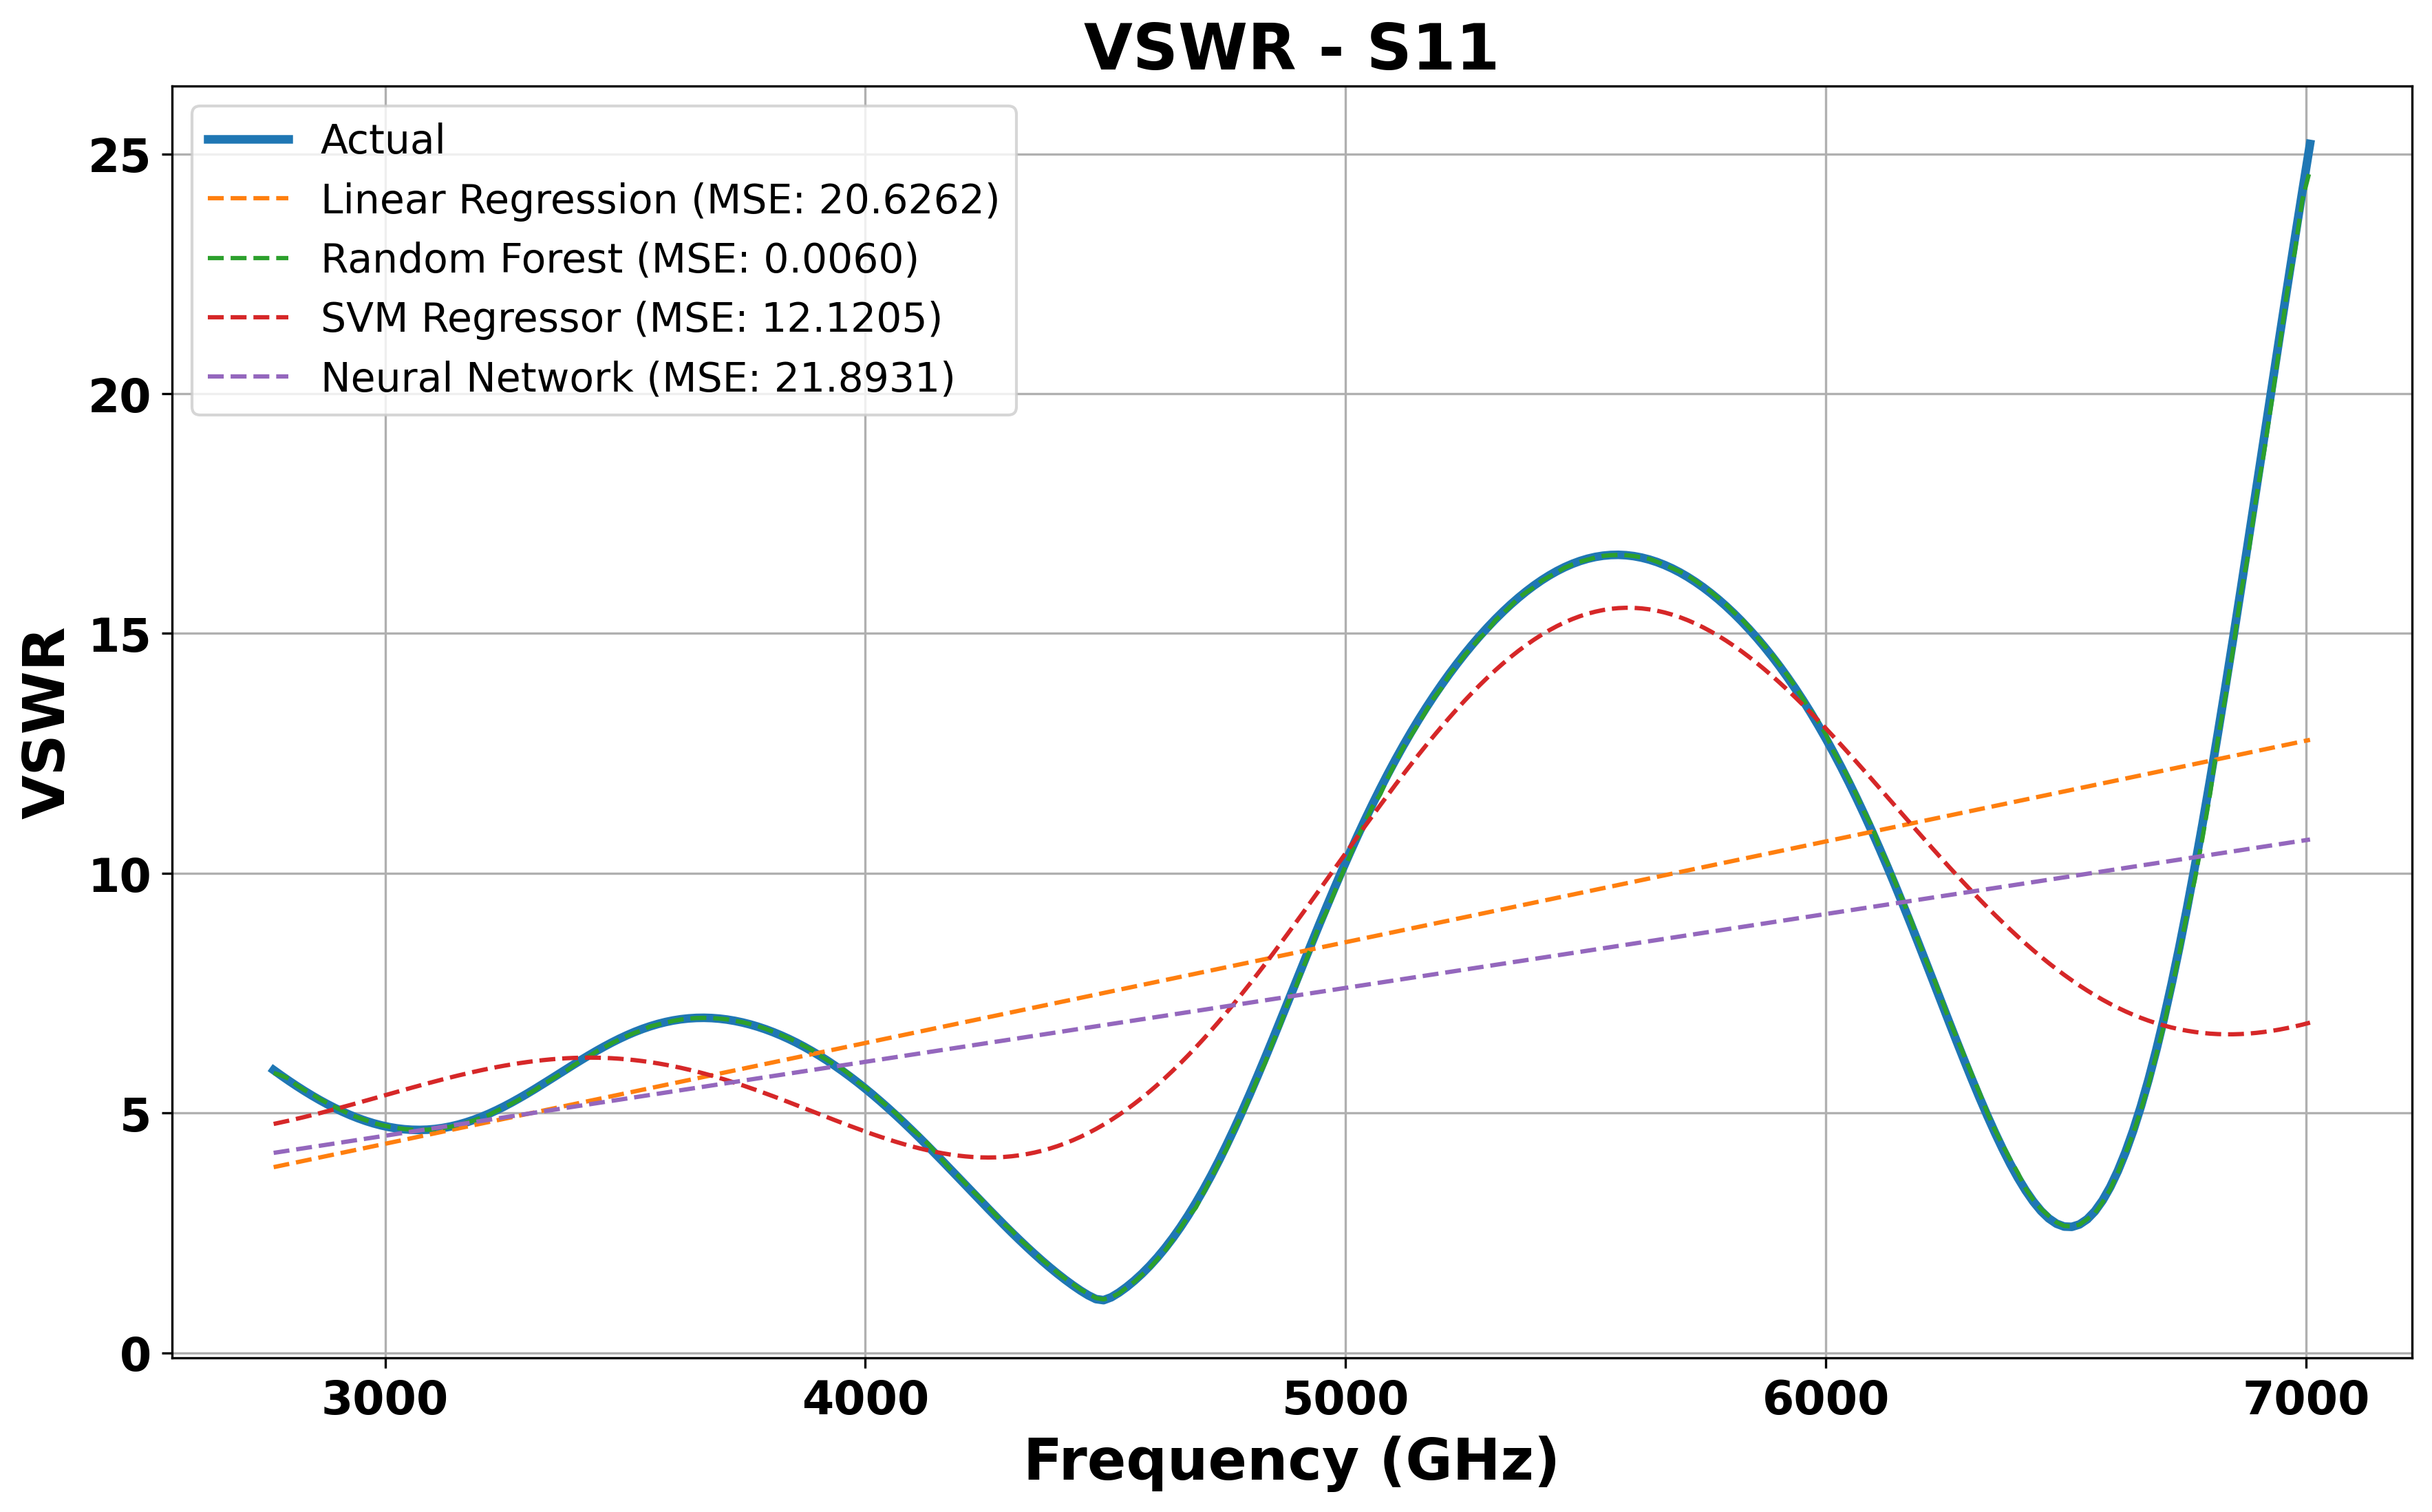 VSWR - S11
Actual
Linear Regression (MSE: 20.6262)
Random Forest (MSE: 0.0060)
SVM Regressor (MSE: 12.1205)
Neural Network (MSE: 21.8931)
25
20
15
10
5
0
VSWR
3000 4000 5000 6000 7000
Frequency (GHz)